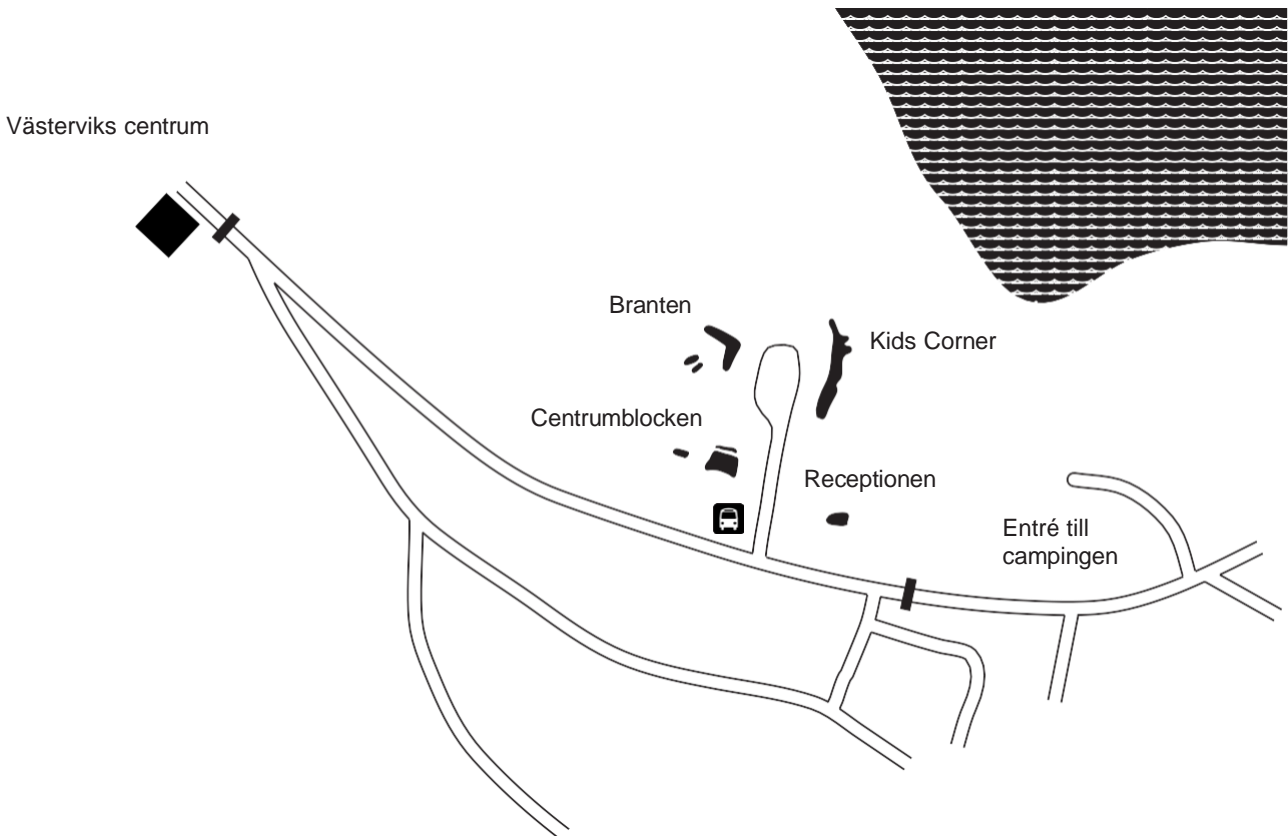 Västerviks centrum
Branten
Kids Corner
Centrumblocken
Receptionen
Entré till
campingen